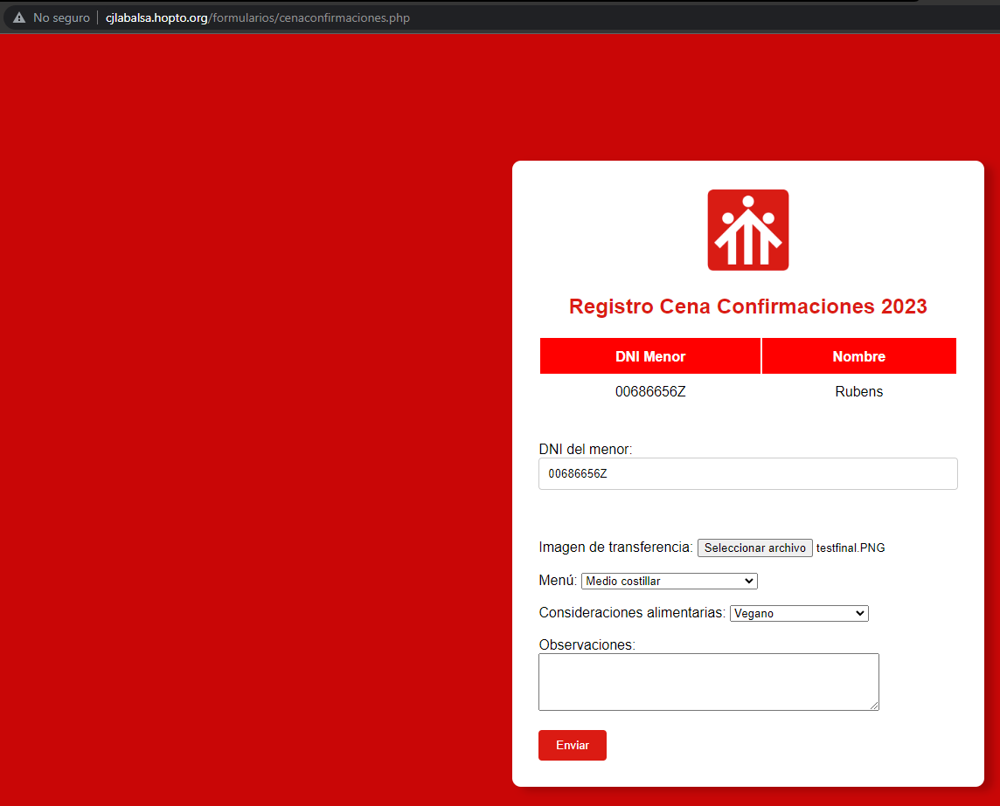 No seguro cjlabalsa.hopto.org/formularios/cenaconfirmaciones.php
Registro Cena Confirmaciones 2023
DNI Menor Nombre
00686656Z Rubens
DNI del menor:
00686656Z
Imagen de transferencia: Seleccionar archivo testfinal.PNG
Menú: Medio costillar
Consideraciones alimentarias: Vegano
Observaciones:
Enviar